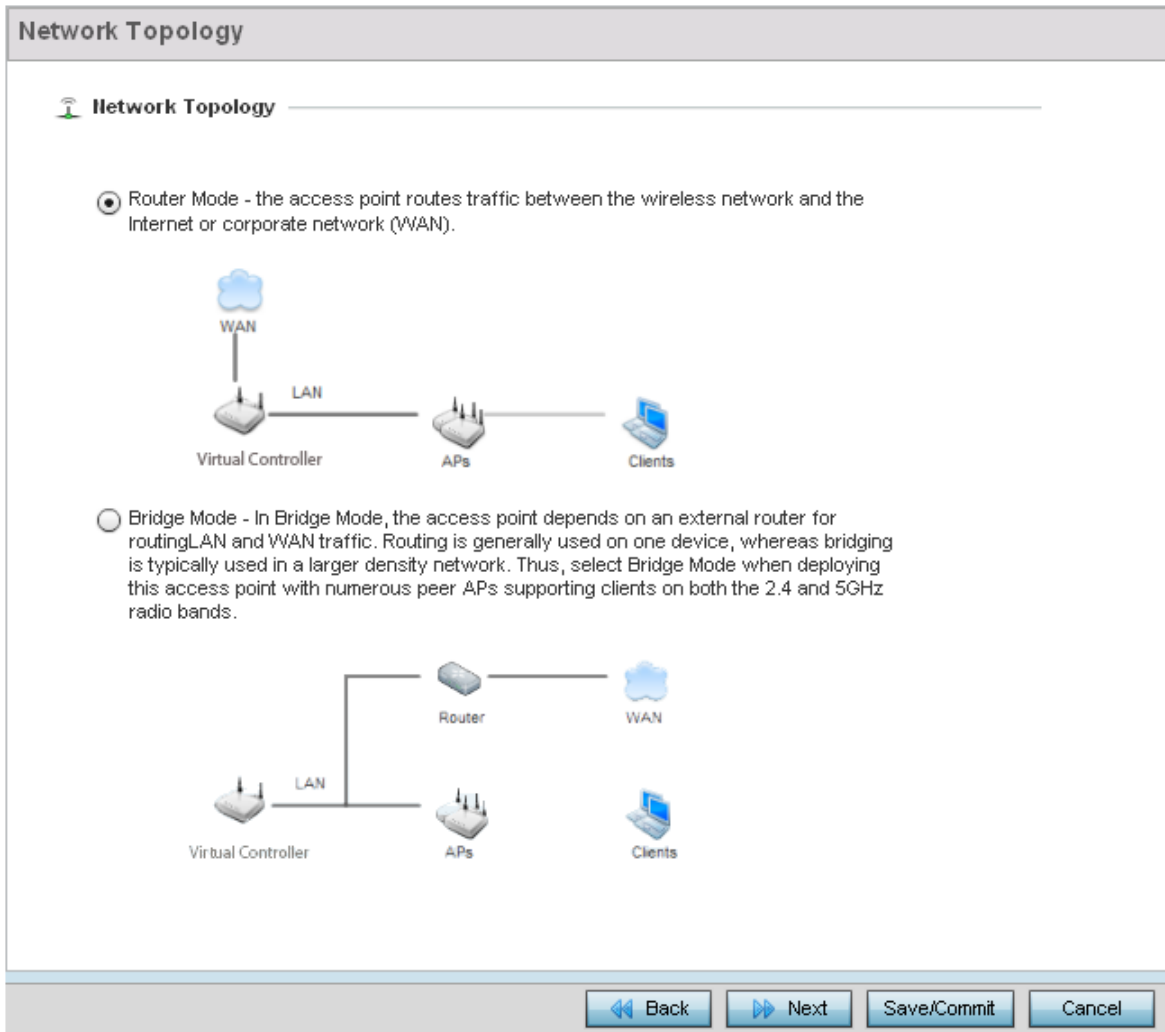 Network Topology
Network Topology
Router Mode - the access point routes traffic between the wireless network and the
Internet or corporate network (WAN).
WAN
LAN
Virtual Controller
APs
Clients
Bridge Mode - In Bridge Mode, the access point depends on an external router for
routingLAN and WAN traffic. Routing is generally used on one device, whereas bridging
is typically used in a larger density network. Thus, select Bridge Mode when deploying
this access point with numerous peer APs supporting clients on both the 2.4 and 5GHz
radio bands.
Router
WAN
LAN
Virtual Controller
APs
Clients
Back
Next
Save/Commit
Cancel